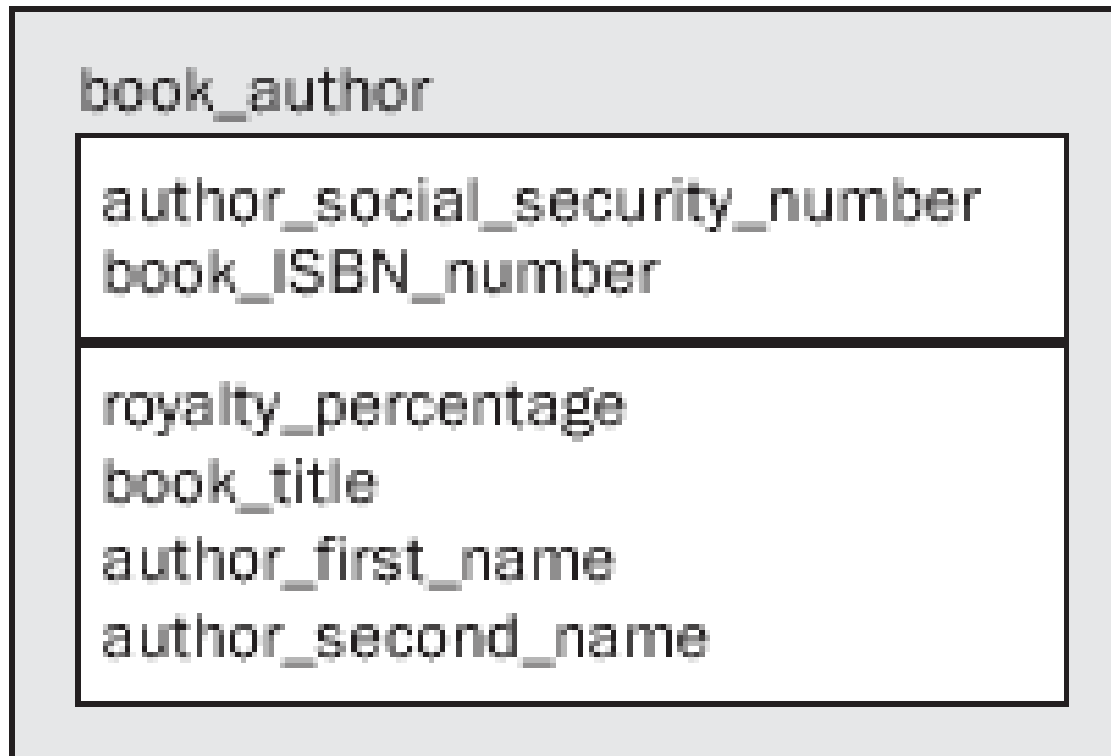 book_author
author_social_security_number
book_ISBN_number
royalty_percentage
book_title
author_first_name
author_second_name